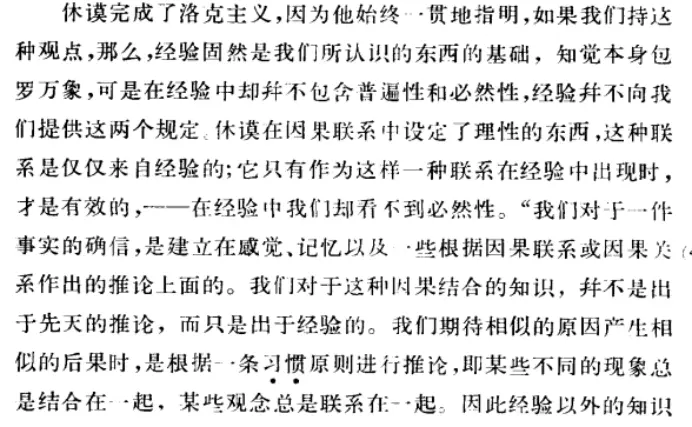 休谟完成了洛克主义，因为他始终一贯地指明，如果我们持这
种观点，那么，经验固然是我们所认识的东西的基础，知觉本身包
罗万象，可是在经验中却并不包含普遍性和必然性，经验并不向我
们提供这两个规定。休谟在因果联系中设定了理性的东西，这种联
系是仅仅来自经验的；它只有作为这样一种联系在经验中出现时，
才是有效的，——在经验中我们却看不到必然性。“我们对于一件
事实的确信，是建立在感觉、记忆以及一些根据因果联系或因果关
系作出的推论上面的。我们对于这种因果结合的知识，并不是出
于先天的推论，而只是出于经验的。我们期待相似的原因产生相
似的后果时，是根据一条习惯原则进行推论，即某些不同的现象总
是结合在一起，某些观念总是联系在一起。因此经验以外的知识